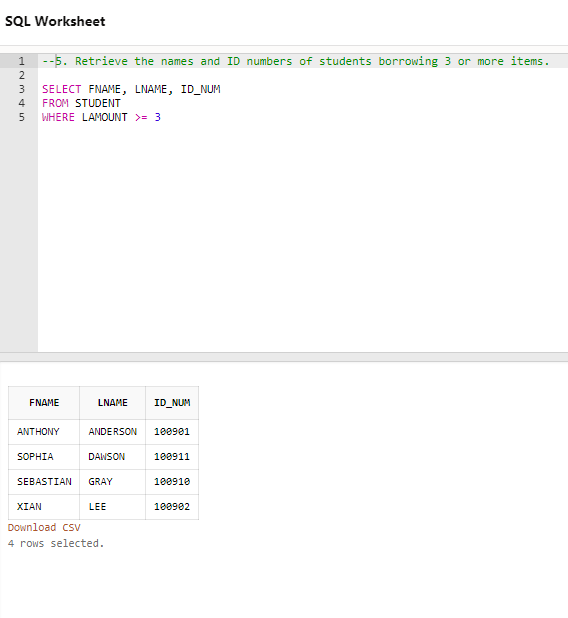 SQL Worksheet
1 --5. Retrieve the names and ID numbers of students borrowing 3 or more items.
2
3 SELECT FNAME, LNAME, ID_NUM
4 FROM STUDENT
5 WHERE LAMOUNT >= 3
FNAME LNAME ID_NUM
ANTHONY ANDERSON 100901
SOPHIA DAWSON 100911
SEBASTIAN GRAY 100910
XIAN LEE 100902
Download CSV
4 rows selected.